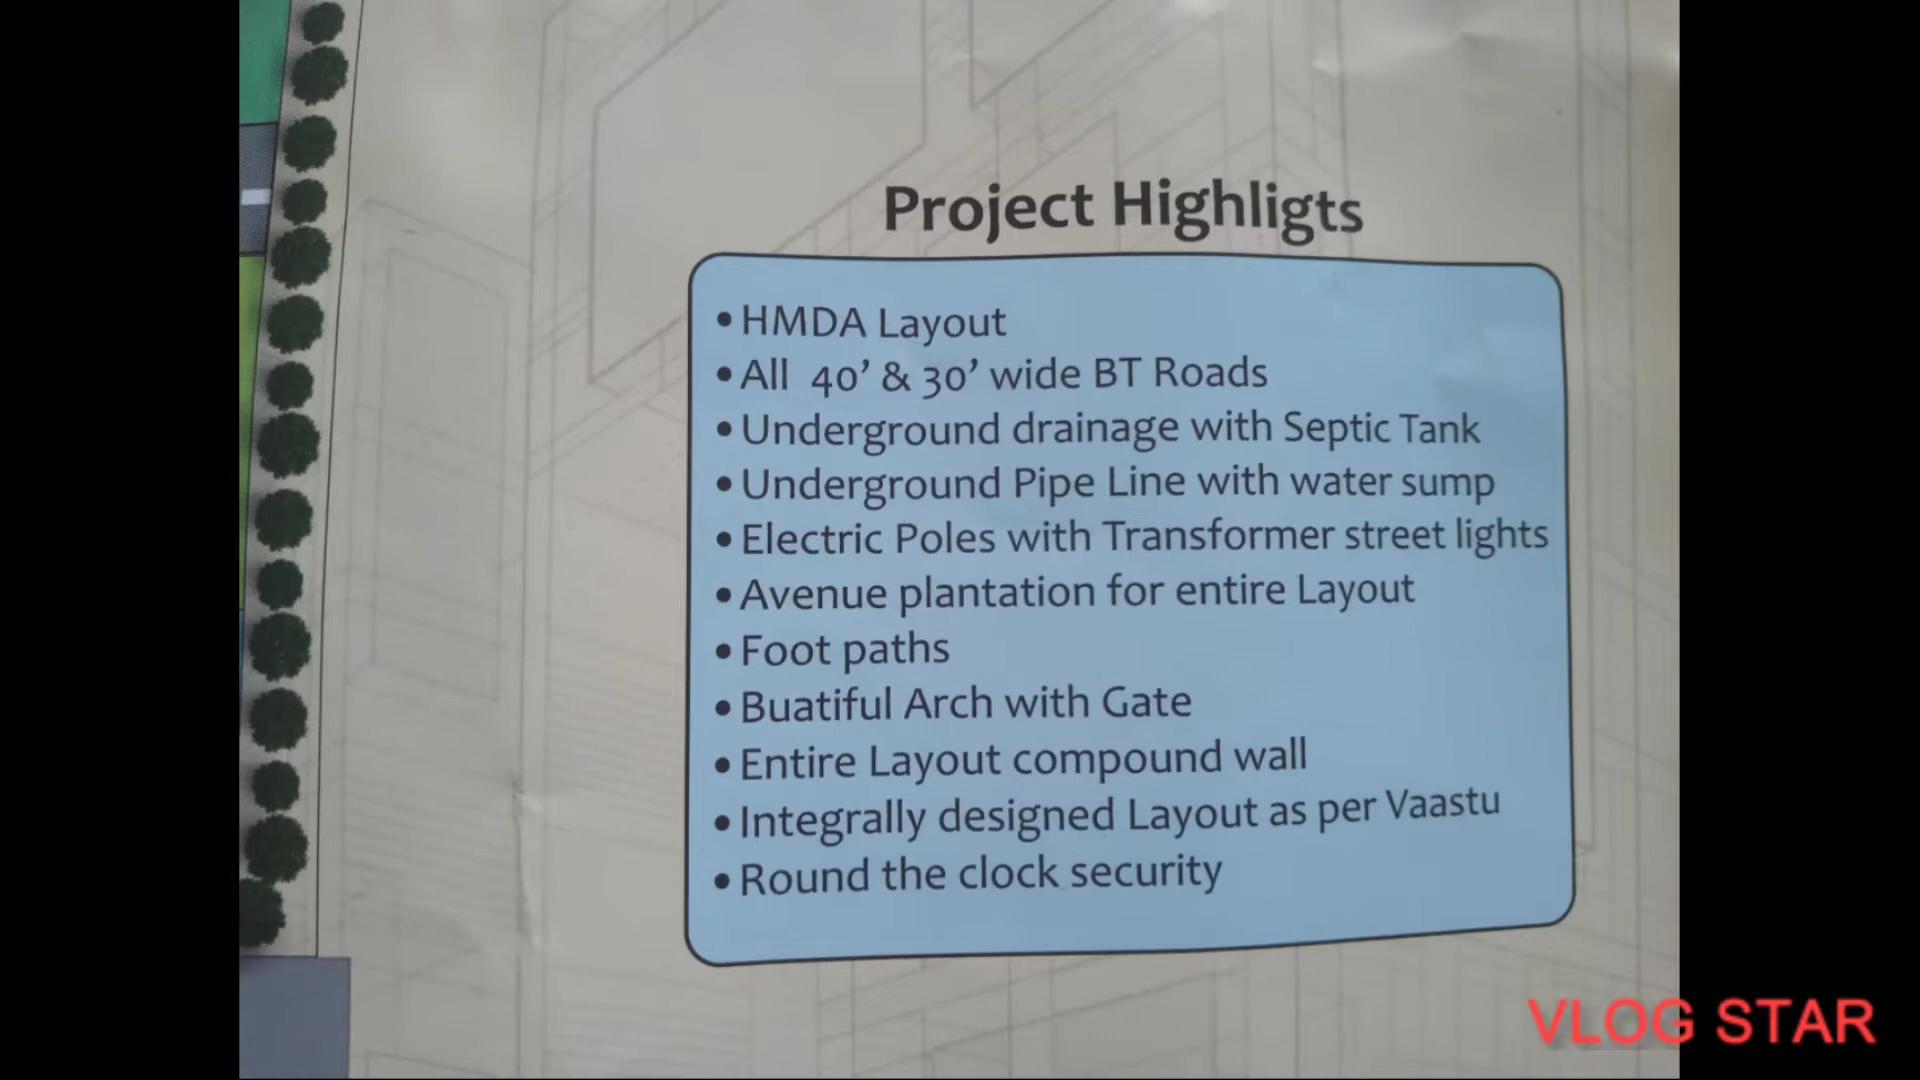 Project Highligts
• HMDA Layout
• All 40' & 30' wide BT Roads
• Underground drainage with Septic Tank
• Underground Pipe Line with water sump
• Electric Poles with Transformer street lights
• Avenue plantation for entire Layout
• Foot paths
• Buatiful Arch with Gate
• Entire Layout compound wall
• Integrally designed Layout as per Vaastu
• Round the clock security
VLOG STAR